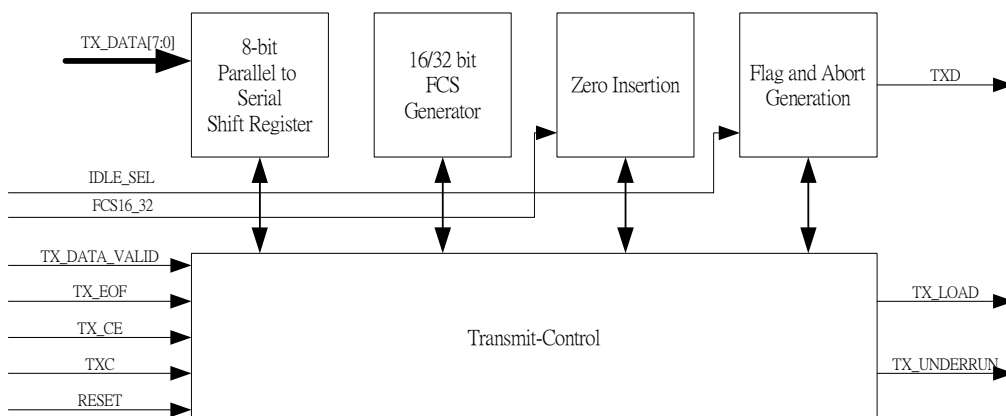 TX_DATA[7:0]
8-bit
Parallel to
Serial
Shift Register
16/32 bit
FCS
Generator
Zero Insertion
Flag and Abort
Generation
TXD
IDLE_SEL
FCS16_32
TX_DATA_VALID
TX_EOF
TX_CE
TXC
RESET
Transmit-Control
TX_LOAD
TX_UNDERRUN